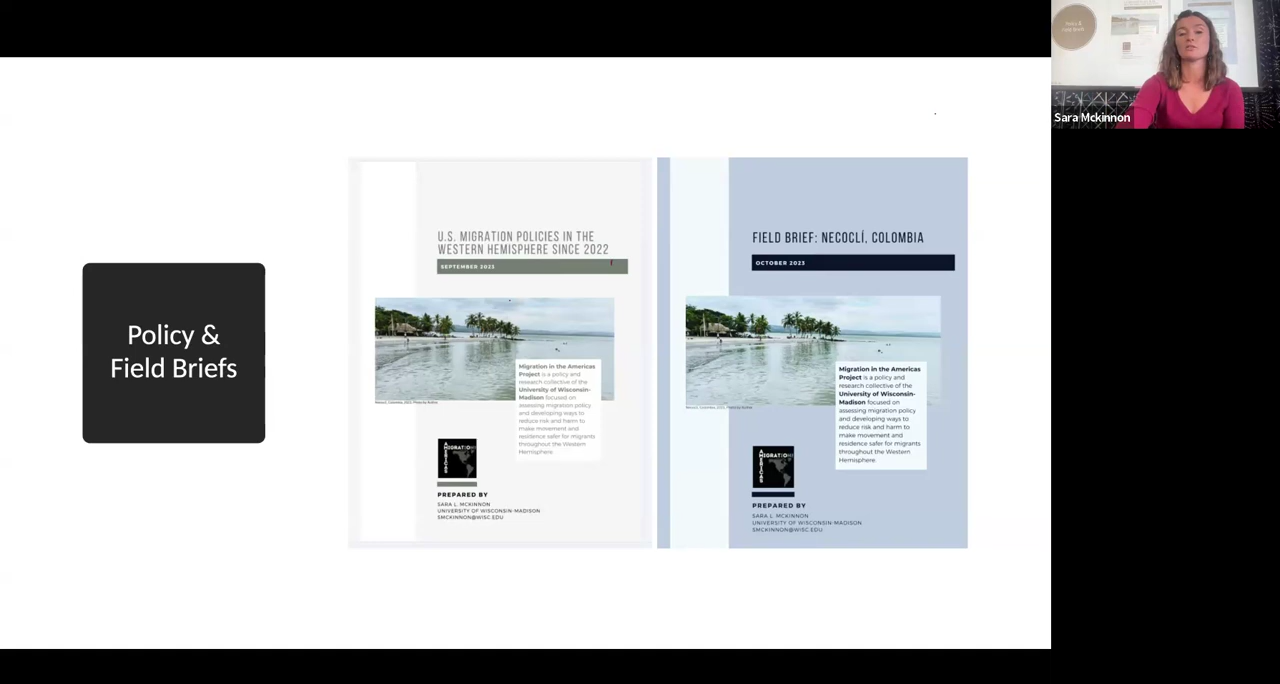 Policy &
Field Briefs
U.S. MIGRATION POLICIES IN THE
WESTERN HEMISPHERE SINCE 2022
SEPTEMBER 2023
Migration in the Americas
Project is a policy and
research collective of the
University of Wisconsin-
Madison focused on
assessing migration policy
and developing ways to
reduce risk and harm to
make movement and
residence safer for migrants
throughout the Western
Hemisphere.
PREPARED BY
SARA L. MCKINNON
UNIVERSITY OF WISCONSIN-MADISON
SMCKINNON@WISC.EDU
FIELD BRIEF: NECOCLÍ, COLOMBIA
OCTOBER 2023
Migration in the Americas
Project is a policy and
research collective of the
University of Wisconsin-
Madison focused on
assessing migration policy
and developing ways to
reduce risk and harm to
make movement and
residence safer for migrants
throughout the Western
Hemisphere.
AMERICAS
PREPARED BY
SARA L. MCKINNON
UNIVERSITY OF WISCONSIN-MADISON
SMCKINNON@WISC.EDU
Policy &
Field Briefs
Sara Mckinnon